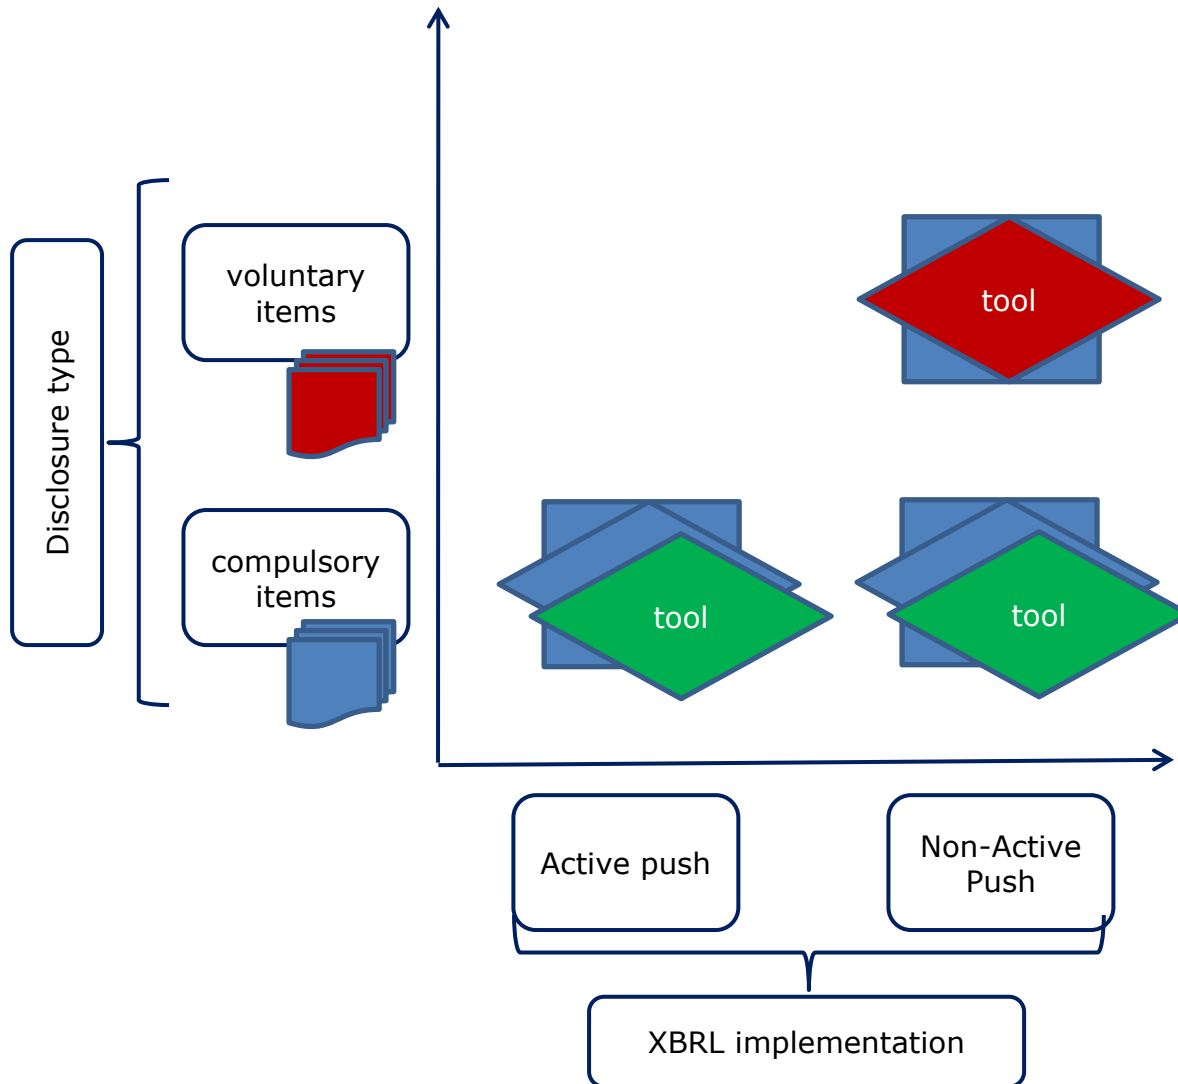 voluntary
items
tool
Disclosure type
compulsory
items
tool
tool
Active push
Non-Active
Push
XBRL implementation